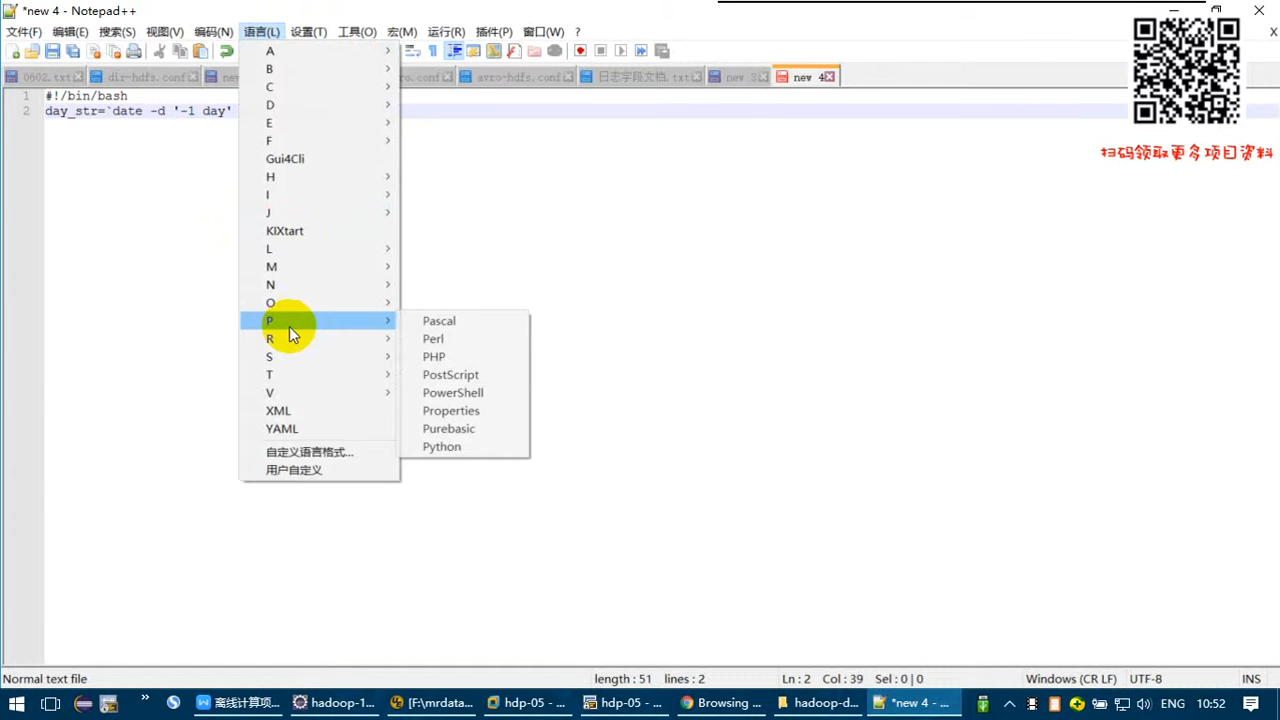 *new 4 - Notepad++
文件(F) 编辑(E) 搜索(S) 视图(V) 编码(N) 语言(L) 设置(T) 工具(O) 宏(M) 运行(R) 插件(P) 窗口(W) ? X
0602.txt dir-hdfs.conf new avro-hdfs.conf 日志字段文档.txt new 3 new 4
1 #!/bin/bash
2 day_str=`date -d '-1 day'
A
B
C
D
E
F
Gui4Cli
H
I
J
KIXtart
L
M
N
O
P
R
S
T
V
XML
YAML
自定义语言格式...
用户自定义
Pascal
Perl
PHP
PostScript
PowerShell
Properties
Purebasic
Python
扫码领取更多项目资料
Normal text file length : 51 lines : 2 Ln : 2 Col : 39 Sel : 0 | 0 Windows (CR LF) UTF-8 INS
离线计算项... hadoop-1... [F:\mrdata... hdp-05 - ... hdp-05 - ... Browsing ... hadoop-d... *new 4 - ... ENG 10:52